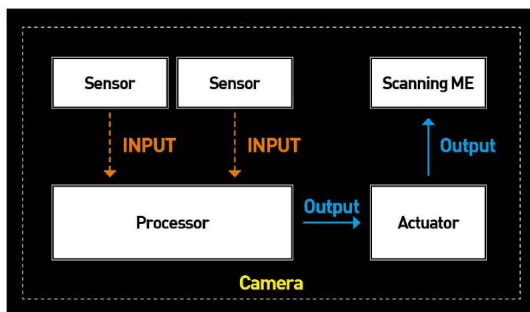 Sensor
Sensor
Scanning ME
INPUT
INPUT
Output
Processor
Output
Actuator
Camera